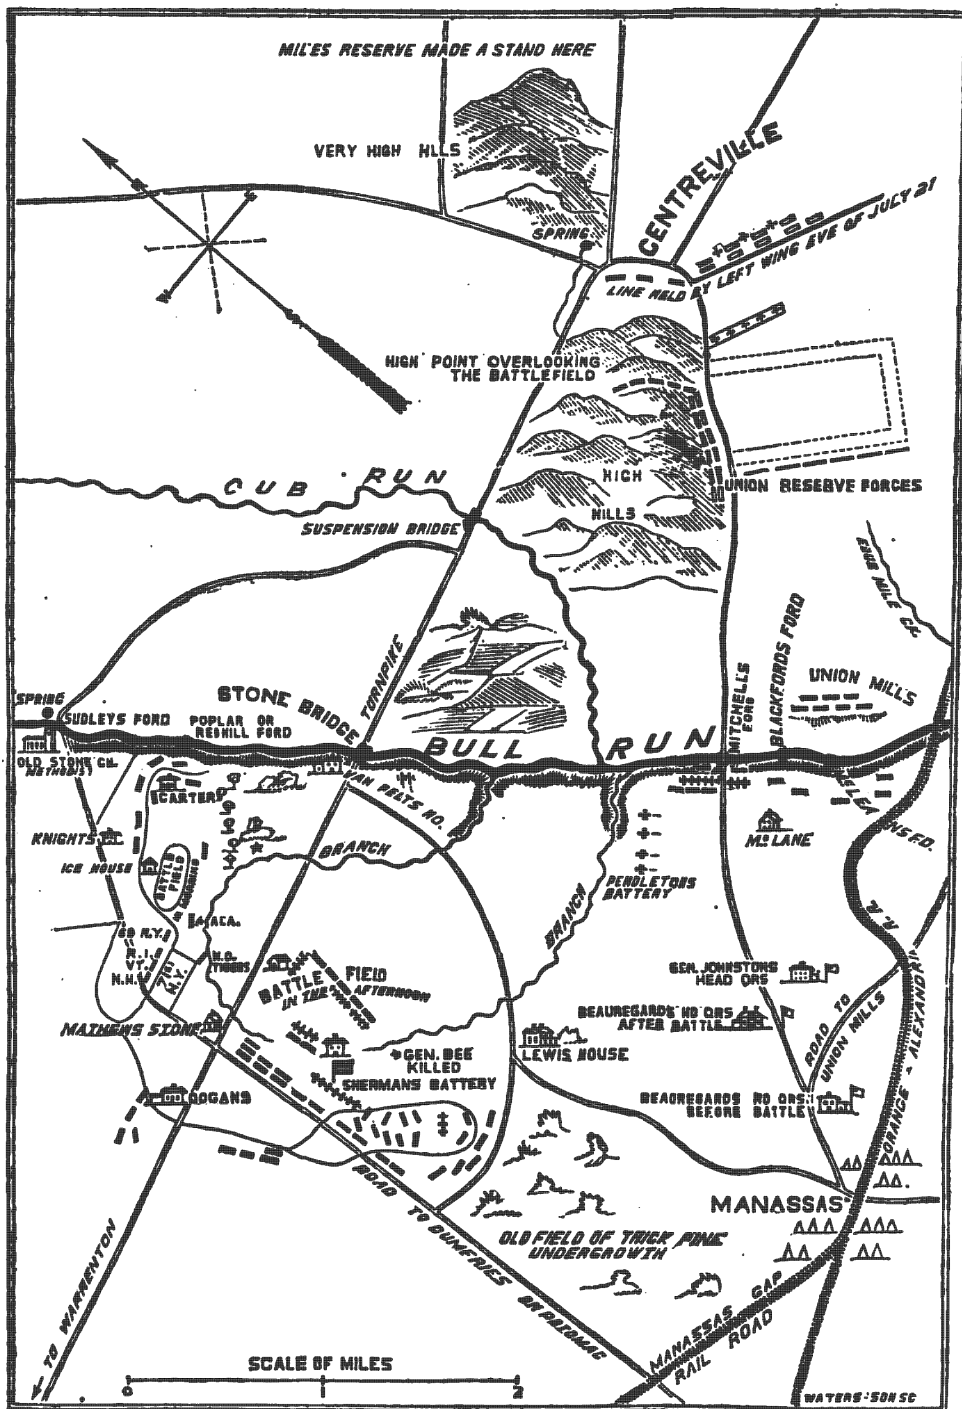 MILES RESERVE MADE A STAND HERE
VERY HIGH HLLS
CENTREVILLE
SPRING
LINE HELD BY LEFT WING EVE OF JULY 21
N
S
HIGH POINT OVERLOOKING
THE BATTLEFIELD
CUB RUN
HIGH
HILLS
UNION RESERVE FORCES
SUSPENSION BRIDGE
MILE CK.
TURNPIKE
STONE BRIDGE
SPRING
SUDLEYS FORD
POPLAR OR
REDHILL FORD
MITCHELL'S
FORD
BLACKFORDS FORD
UNION MILLS
BULL RUN
OLD STONE CH.
METHODIST
VAN PELTS HO.
CARTERS
KNIGHTS
ICE HOUSE
BATTLE
FIELD
MORNING
BRANCH
BRANCH
PENDLETONS
BATTERY
Mc LANE
69 N.Y.
R.I.
VT.
N.H.
71st
N.Y.
N.O.
TIGERS
BATTLE FIELD
IN THE AFTERNOON
R.R.
GEN. JOHNSTONS
HEAD QRS
BEAUREGARDS HD QRS
AFTER BATTLE
ROAD TO
UNION MILLS
ORANGE - ALEXANDRI
MATHEWS STONE
GEN. BEE
KILLED
LEWIS HOUSE
SHERMANS BATTERY
DOGANS
BEAUREGARDS HD QRS
BEFORE BATTLE
MANASSAS
ROAD TO DUMFRIES ON POTOMAC
OLD FIELD OF THICK PINE
UNDERGROWTH
TO WARRENTON
MANASSAS GAP
RAIL ROAD
SCALE OF MILES
0 1 2
WATERS-SON SC